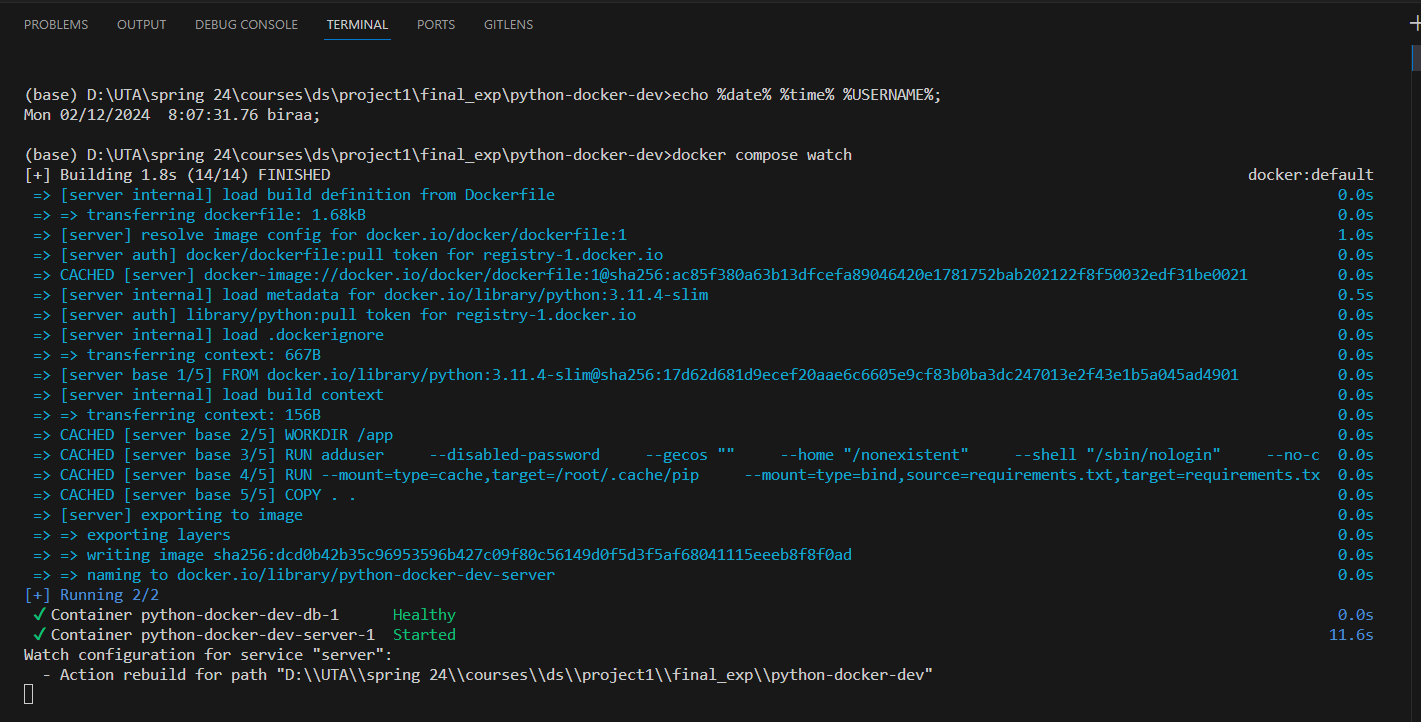 PROBLEMS OUTPUT DEBUG CONSOLE TERMINAL PORTS GITLENS
(base) D:\UTA\spring 24\courses\ds\project1\final_exp\python-docker-dev>echo %date% %time% %USERNAME%;
Mon 02/12/2024  8:07:31.76 biraa;
(base) D:\UTA\spring 24\courses\ds\project1\final_exp\python-docker-dev>docker compose watch
[+] Building 1.8s (14/14) FINISHED docker:default
=> [server internal] load build definition from Dockerfile 0.0s
=> => transferring dockerfile: 1.68kB 0.0s
=> [server] resolve image config for docker.io/docker/dockerfile:1 1.0s
=> [server auth] docker/dockerfile:pull token for registry-1.docker.io 0.0s
=> CACHED [server] docker-image://docker.io/docker/dockerfile:1@sha256:ac85f380a63b13dfcefa89046420e1781752bab202122f8f50032edf31be0021 0.0s
=> [server internal] load metadata for docker.io/library/python:3.11.4-slim 0.5s
=> [server auth] library/python:pull token for registry-1.docker.io 0.0s
=> [server internal] load .dockerignore 0.0s
=> => transferring context: 667B 0.0s
=> [server base 1/5] FROM docker.io/library/python:3.11.4-slim@sha256:17d62d681d9ecef20aae6c6605e9cf83b0ba3dc247013e2f43e1b5a045ad4901 0.0s
=> [server internal] load build context 0.0s
=> => transferring context: 156B 0.0s
=> CACHED [server base 2/5] WORKDIR /app 0.0s
=> CACHED [server base 3/5] RUN adduser     --disabled-password     --gecos ""     --home "/nonexistent"     --shell "/sbin/nologin"     --no-c 0.0s
=> CACHED [server base 4/5] RUN --mount=type=cache,target=/root/.cache/pip     --mount=type=bind,source=requirements.txt,target=requirements.tx 0.0s
=> CACHED [server base 5/5] COPY . . 0.0s
=> [server] exporting to image 0.0s
=> => exporting layers 0.0s
=> => writing image sha256:dcd0b42b35c96953596b427c09f80c56149d0f5d3f5af68041115eeeb8f8f0ad 0.0s
=> => naming to docker.io/library/python-docker-dev-server 0.0s
[+] Running 2/2
✔ Container python-docker-dev-db-1 Healthy 0.0s
✔ Container python-docker-dev-server-1 Started 11.6s
Watch configuration for service "server":
- Action rebuild for path "D:\\UTA\\spring 24\\courses\\ds\\project1\\final_exp\\python-docker-dev"